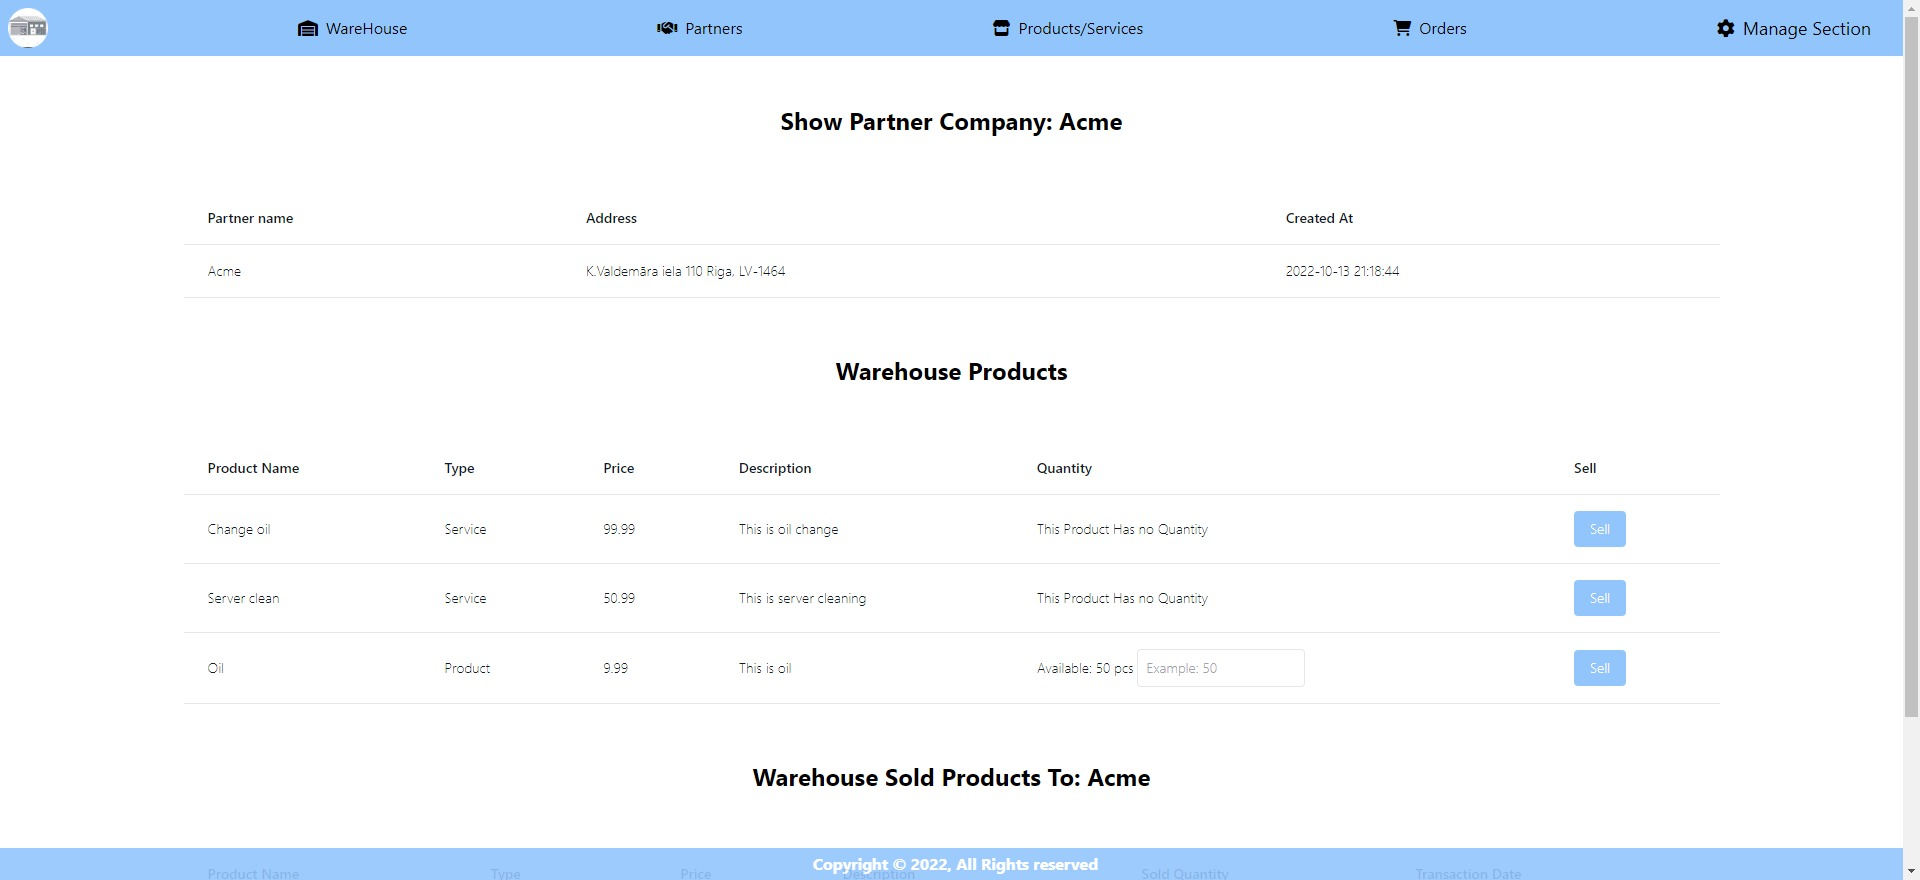 WareHouse Partners Products/Services Orders Manage Section
Show Partner Company: Acme
Partner name Address Created At
Acme K.Valdemāra iela 110 Riga, LV-1464 2022-10-13 21:18:44
Warehouse Products
Product Name Type Price Description Quantity Sell
Change oil Service 99.99 This is oil change This Product Has no Quantity Sell
Server clean Service 50.99 This is server cleaning This Product Has no Quantity Sell
Oil Product 9.99 This is oil Available: 50 pcs Example: 50 Sell
Warehouse Sold Products To: Acme
Copyright © 2022, All Rights reserved
Product Name Type Price Description Sold Quantity Transaction Date